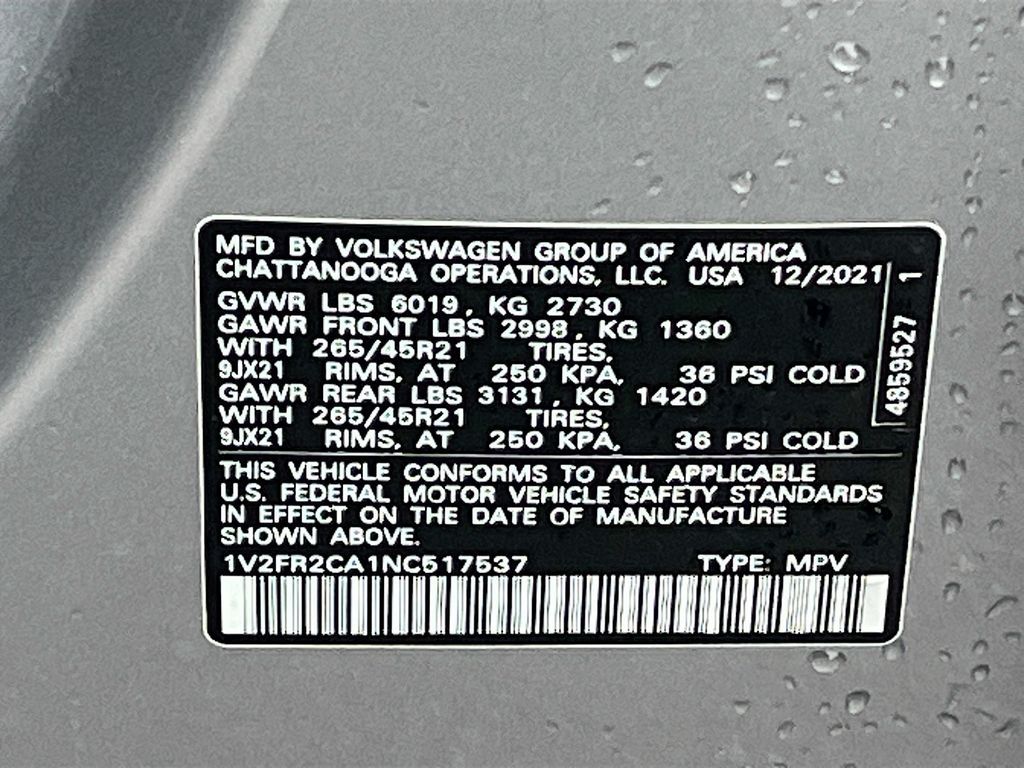 MFD BY VOLKSWAGEN GROUP OF AMERICA
CHATTANOOGA OPERATIONS, LLC. USA 12/2021
GVWR LBS 6019, KG 2730
GAWR FRONT LBS 2998, KG 1360
WITH 265/45R21 TIRES,
9JX21 RIMS, AT 250 KPA, 36 PSI COLD
GAWR REAR LBS 3131, KG 1420
WITH 265/45R21 TIRES,
9JX21 RIMS, AT 250 KPA, 36 PSI COLD
4859527 1
THIS VEHICLE CONFORMS TO ALL APPLICABLE
U.S. FEDERAL MOTOR VEHICLE SAFETY STANDARDS
IN EFFECT ON THE DATE OF MANUFACTURE
SHOWN ABOVE.
1V2FR2CA1NC517537 TYPE: MPV